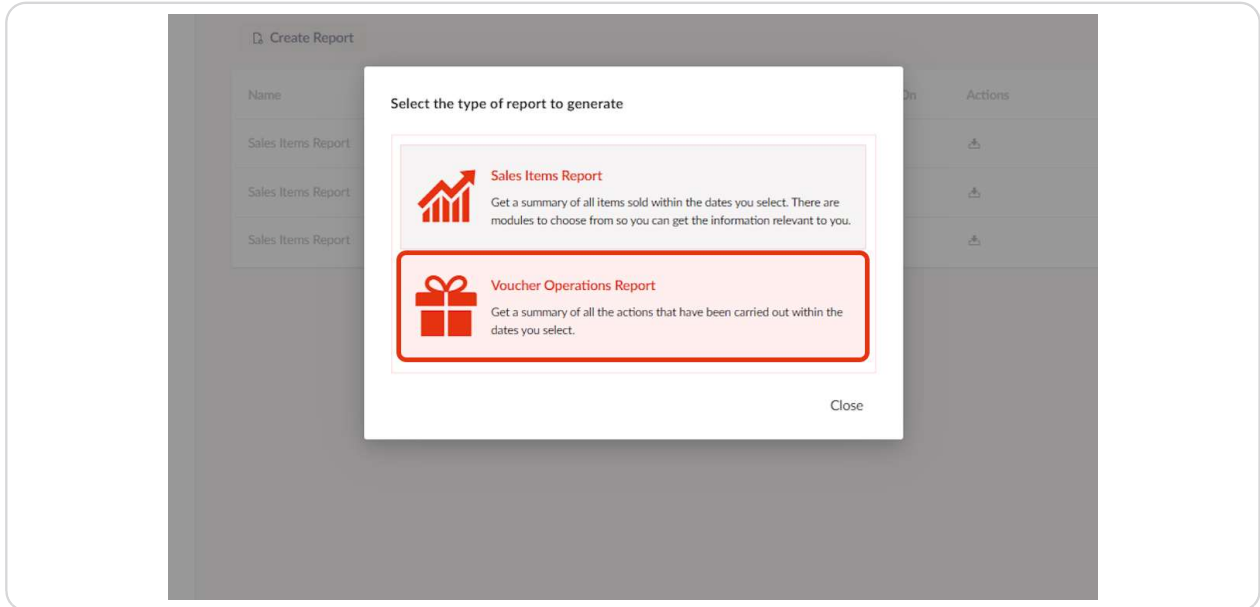 Create Report
Name
On
Actions
Select the type of report to generate
Sales Items Report
Sales Items Report
Get a summary of all items sold within the dates you select. There are
modules to choose from so you can get the information relevant to you.
Sales Items Report
Sales Items Report
Voucher Operations Report
Get a summary of all the actions that have been carried out within the
dates you select.
Close